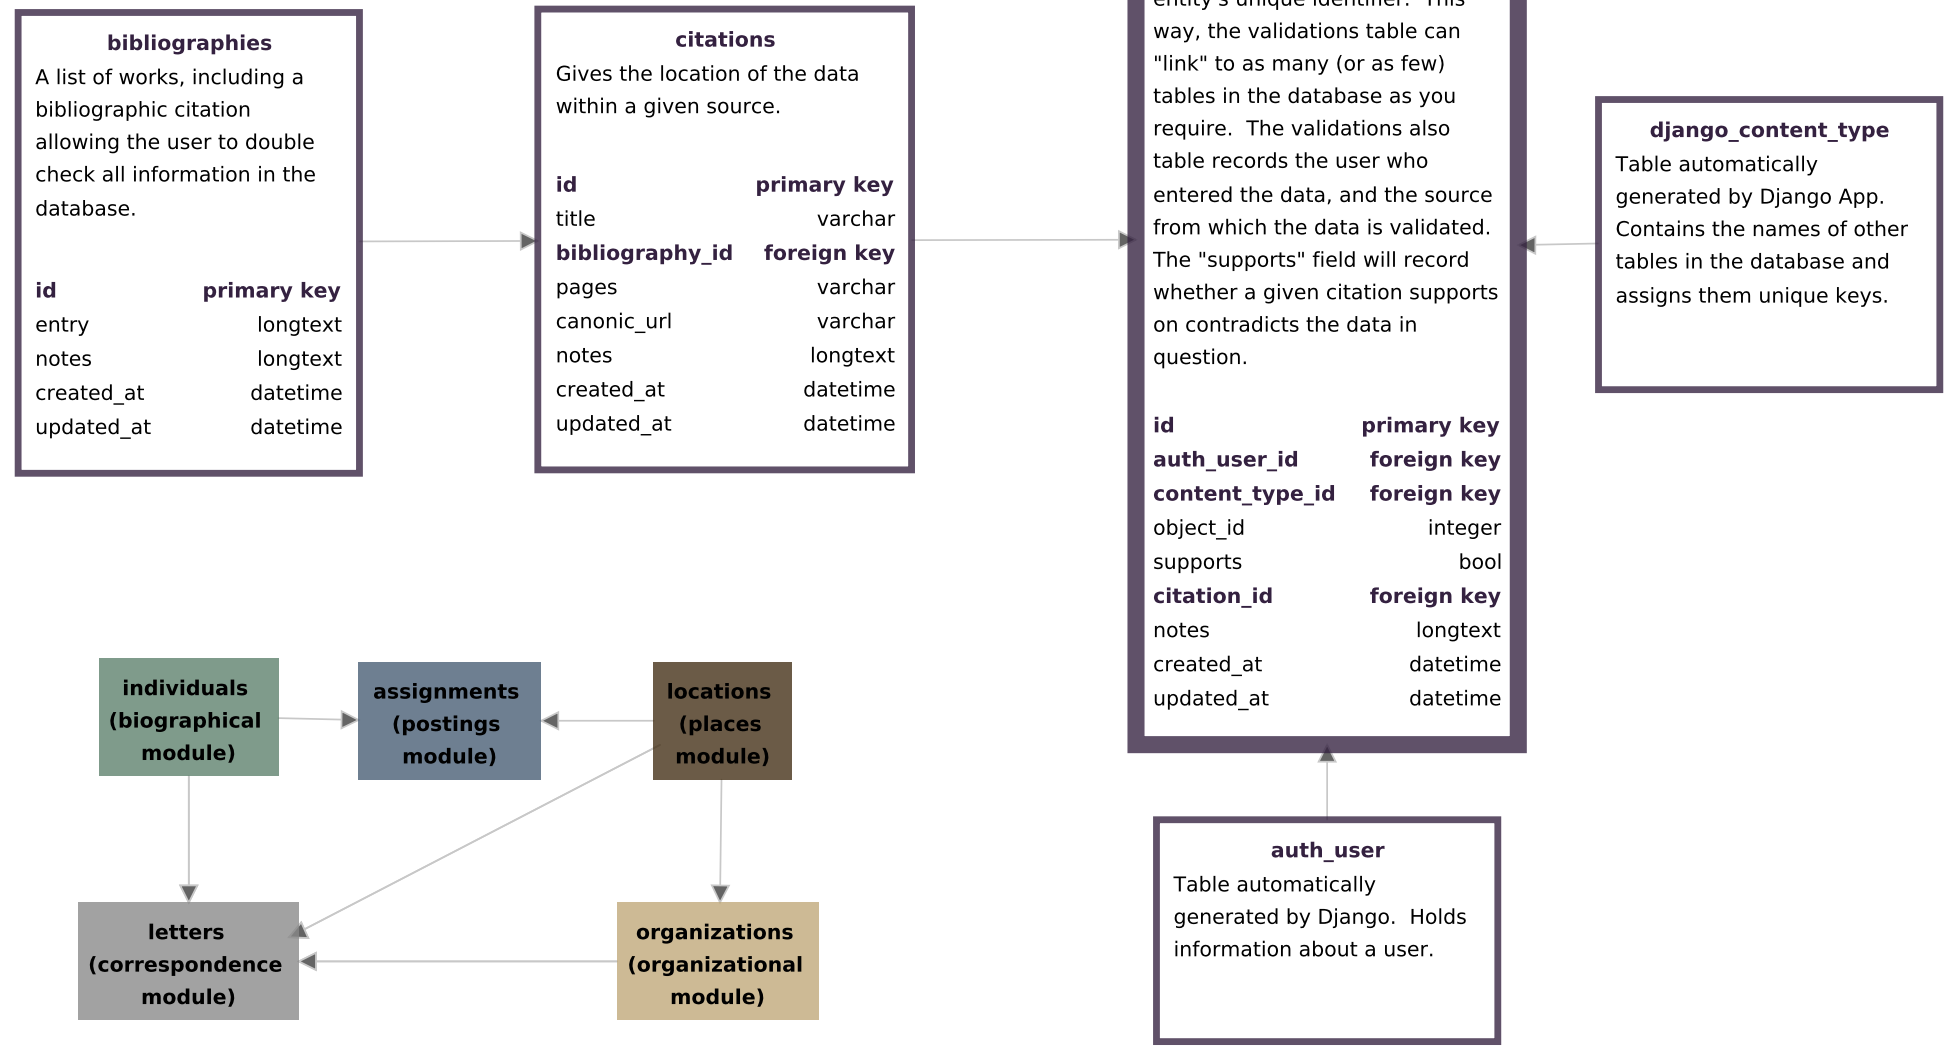 bibliographies
A list of works, including a
bibliographic citation
allowing the user to double
check all information in the
database.
id primary key
entry longtext
notes longtext
created_at datetime
updated_at datetime
citations
Gives the location of the data
within a given source.
id primary key
title varchar
bibliography_id foreign key
pages varchar
canonic_url varchar
notes longtext
created_at datetime
updated_at datetime
entity's unique identifier. This
way, the validations table can
"link" to as many (or as few)
tables in the database as you
require. The validations also
table records the user who
entered the data, and the source
from which the data is validated.
The "supports" field will record
whether a given citation supports
on contradicts the data in
question.
id primary key
auth_user_id foreign key
content_type_id foreign key
object_id integer
supports bool
citation_id foreign key
notes longtext
created_at datetime
updated_at datetime
django_content_type
Table automatically
generated by Django App.
Contains the names of other
tables in the database and
assigns them unique keys.
individuals
(biographical
module)
assignments
(postings
module)
locations
(places
module)
letters
(correspondence
module)
organizations
(organizational
module)
auth_user
Table automatically
generated by Django. Holds
information about a user.